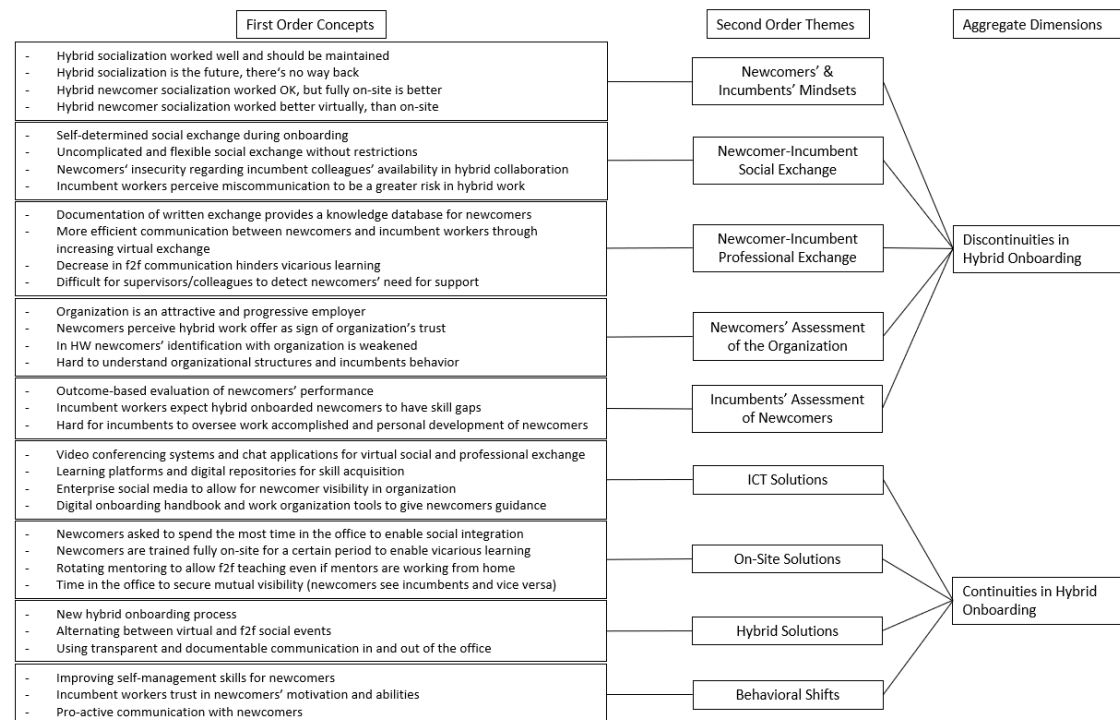 First Order Concepts
Second Order Themes
Aggregate Dimensions
- Hybrid socialization worked well and should be maintained
- Hybrid socialization is the future, there's no way back
- Hybrid newcomer socialization worked OK, but fully on-site is better
- Hybrid newcomer socialization worked better virtually, than on-site
Newcomers' &
Incumbents' Mindsets
- Self-determined social exchange during onboarding
- Uncomplicated and flexible social exchange without restrictions
- Newcomers' insecurity regarding incumbent colleagues' availability in hybrid collaboration
- Incumbent workers perceive miscommunication to be a greater risk in hybrid work
Newcomer-Incumbent
Social Exchange
- Documentation of written exchange provides a knowledge database for newcomers
- More efficient communication between newcomers and incumbent workers through
increasing virtual exchange
- Decrease in f2f communication hinders vicarious learning
- Difficult for supervisors/colleagues to detect newcomers' need for support
Newcomer-Incumbent
Professional Exchange
- Organization is an attractive and progressive employer
- Newcomers perceive hybrid work offer as sign of organization's trust
- In HW newcomers' identification with organization is weakened
- Hard to understand organizational structures and incumbents behavior
Newcomers' Assessment
of the Organization
- Outcome-based evaluation of newcomers' performance
- Incumbent workers expect hybrid onboarded newcomers to have skill gaps
- Hard for incumbents to oversee work accomplished and personal development of newcomers
Incumbents' Assessment
of Newcomers
Discontinuities in
Hybrid Onboarding
- Video conferencing systems and chat applications for virtual social and professional exchange
- Learning platforms and digital repositories for skill acquisition
- Enterprise social media to allow for newcomer visibility in organization
- Digital onboarding handbook and work organization tools to give newcomers guidance
ICT Solutions
- Newcomers asked to spend the most time in the office to enable social integration
- Newcomers are trained fully on-site for a certain period to enable vicarious learning
- Rotating mentoring to allow f2f teaching even if mentors are working from home
- Time in the office to secure mutual visibility (newcomers see incumbents and vice versa)
On-Site Solutions
- New hybrid onboarding process
- Alternating between virtual and f2f social events
- Using transparent and documentable communication in and out of the office
Hybrid Solutions
- Improving self-management skills for newcomers
- Incumbent workers trust in newcomers' motivation and abilities
- Pro-active communication with newcomers
Behavioral Shifts
Continuities in Hybrid
Onboarding